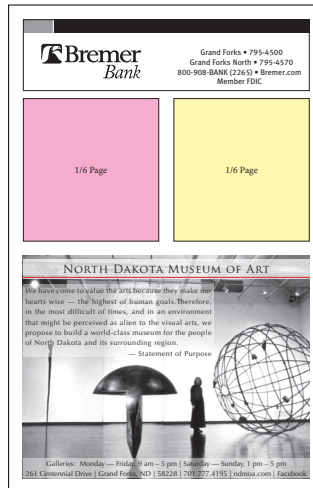 Bremer
Bank
Grand Forks • 795-4500
Grand Forks North • 795-4570
800-908-BANK (2265) • Bremer.com
Member FDIC
1/6 Page
1/6 Page
North Dakota Museum of Art
We have come to value the arts because they make our
hearts wise — the highest of human goals. Therefore,
in the most difficult of times, and in an environment
that might be perceived as alien to the visual arts, we
propose to build a world-class museum for the people
of North Dakota and its surrounding region.
— Statement of Purpose
Galleries: Monday — Friday, 9 am – 5 pm | Saturday — Sunday, 1 pm – 5 pm
261 Centennial Drive | Grand Forks, ND | 58228 | 701.777.4195 | ndmoa.com | Facebook